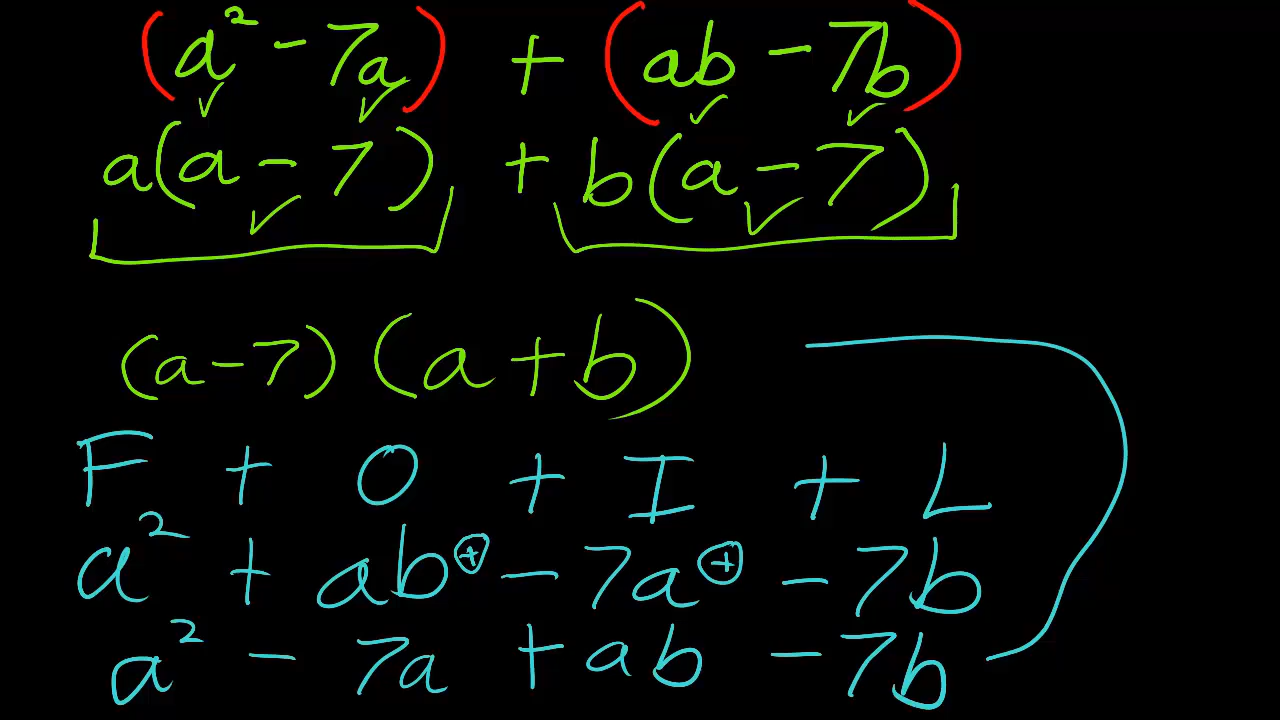 (a² - 7a) + (ab - 7b)
a(a - 7) + b(a - 7)
(a - 7) (a + b)
F + O + I + L
a² + ab + - 7a + - 7b
a² - 7a + ab - 7b